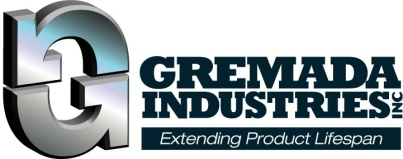 GREMADA
INDUSTRIES INC
Extending Product Lifespan